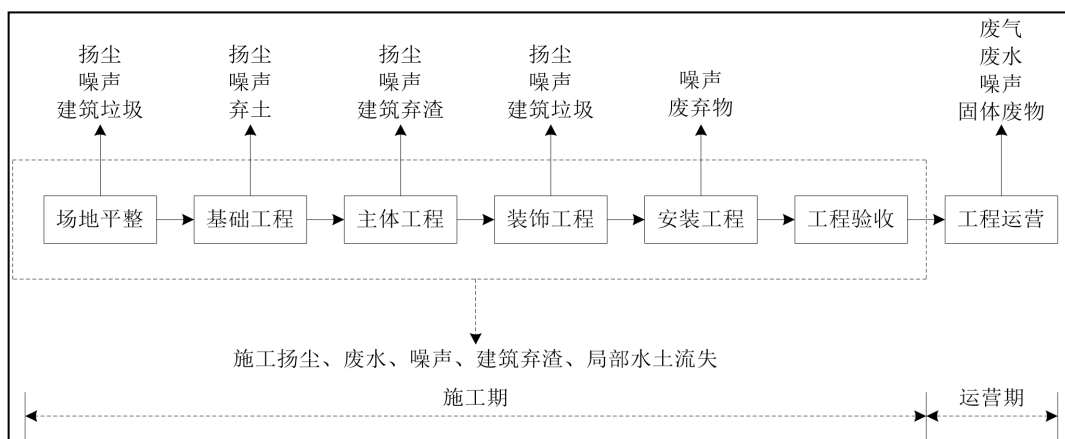 扬尘
噪声
建筑垃圾
扬尘
噪声
弃土
扬尘
噪声
建筑弃渣
扬尘
噪声
建筑垃圾
噪声
废弃物
废气
废水
噪声
固体废物
场地平整
基础工程
主体工程
装饰工程
安装工程
工程验收
工程运营
施工扬尘、废水、噪声、建筑弃渣、局部水土流失
施工期
运营期